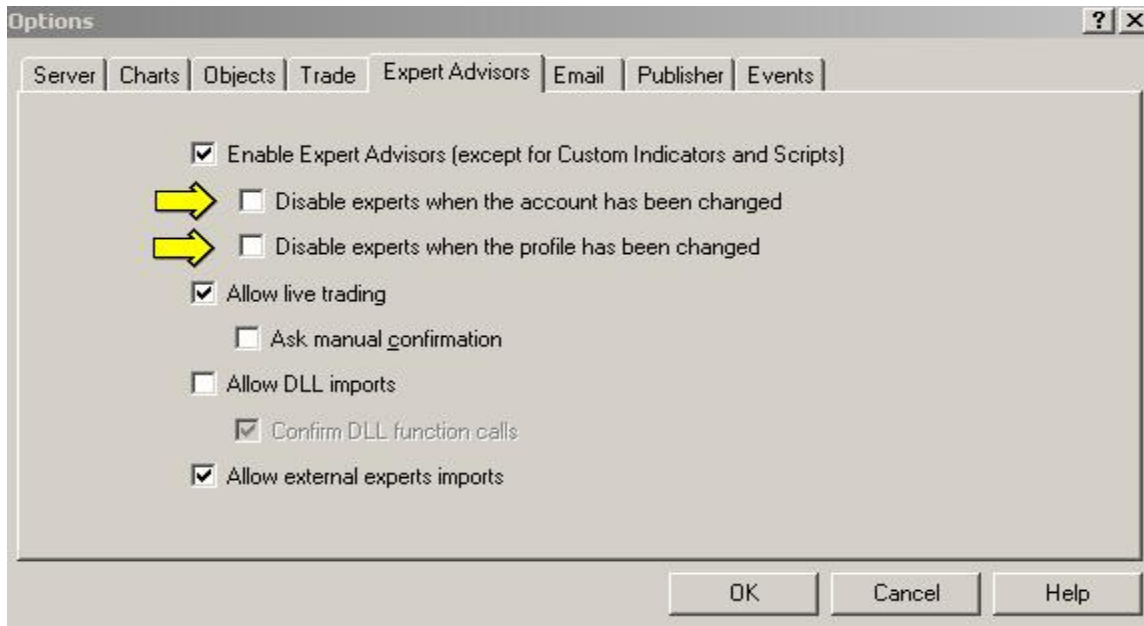 Options
Server Charts Objects Trade Expert Advisors Email Publisher Events
Enable Expert Advisors (except for Custom Indicators and Scripts)
Disable experts when the account has been changed
Disable experts when the profile has been changed
Allow live trading
Ask manual confirmation
Allow DLL imports
Confirm DLL function calls
Allow external experts imports
OK Cancel Help